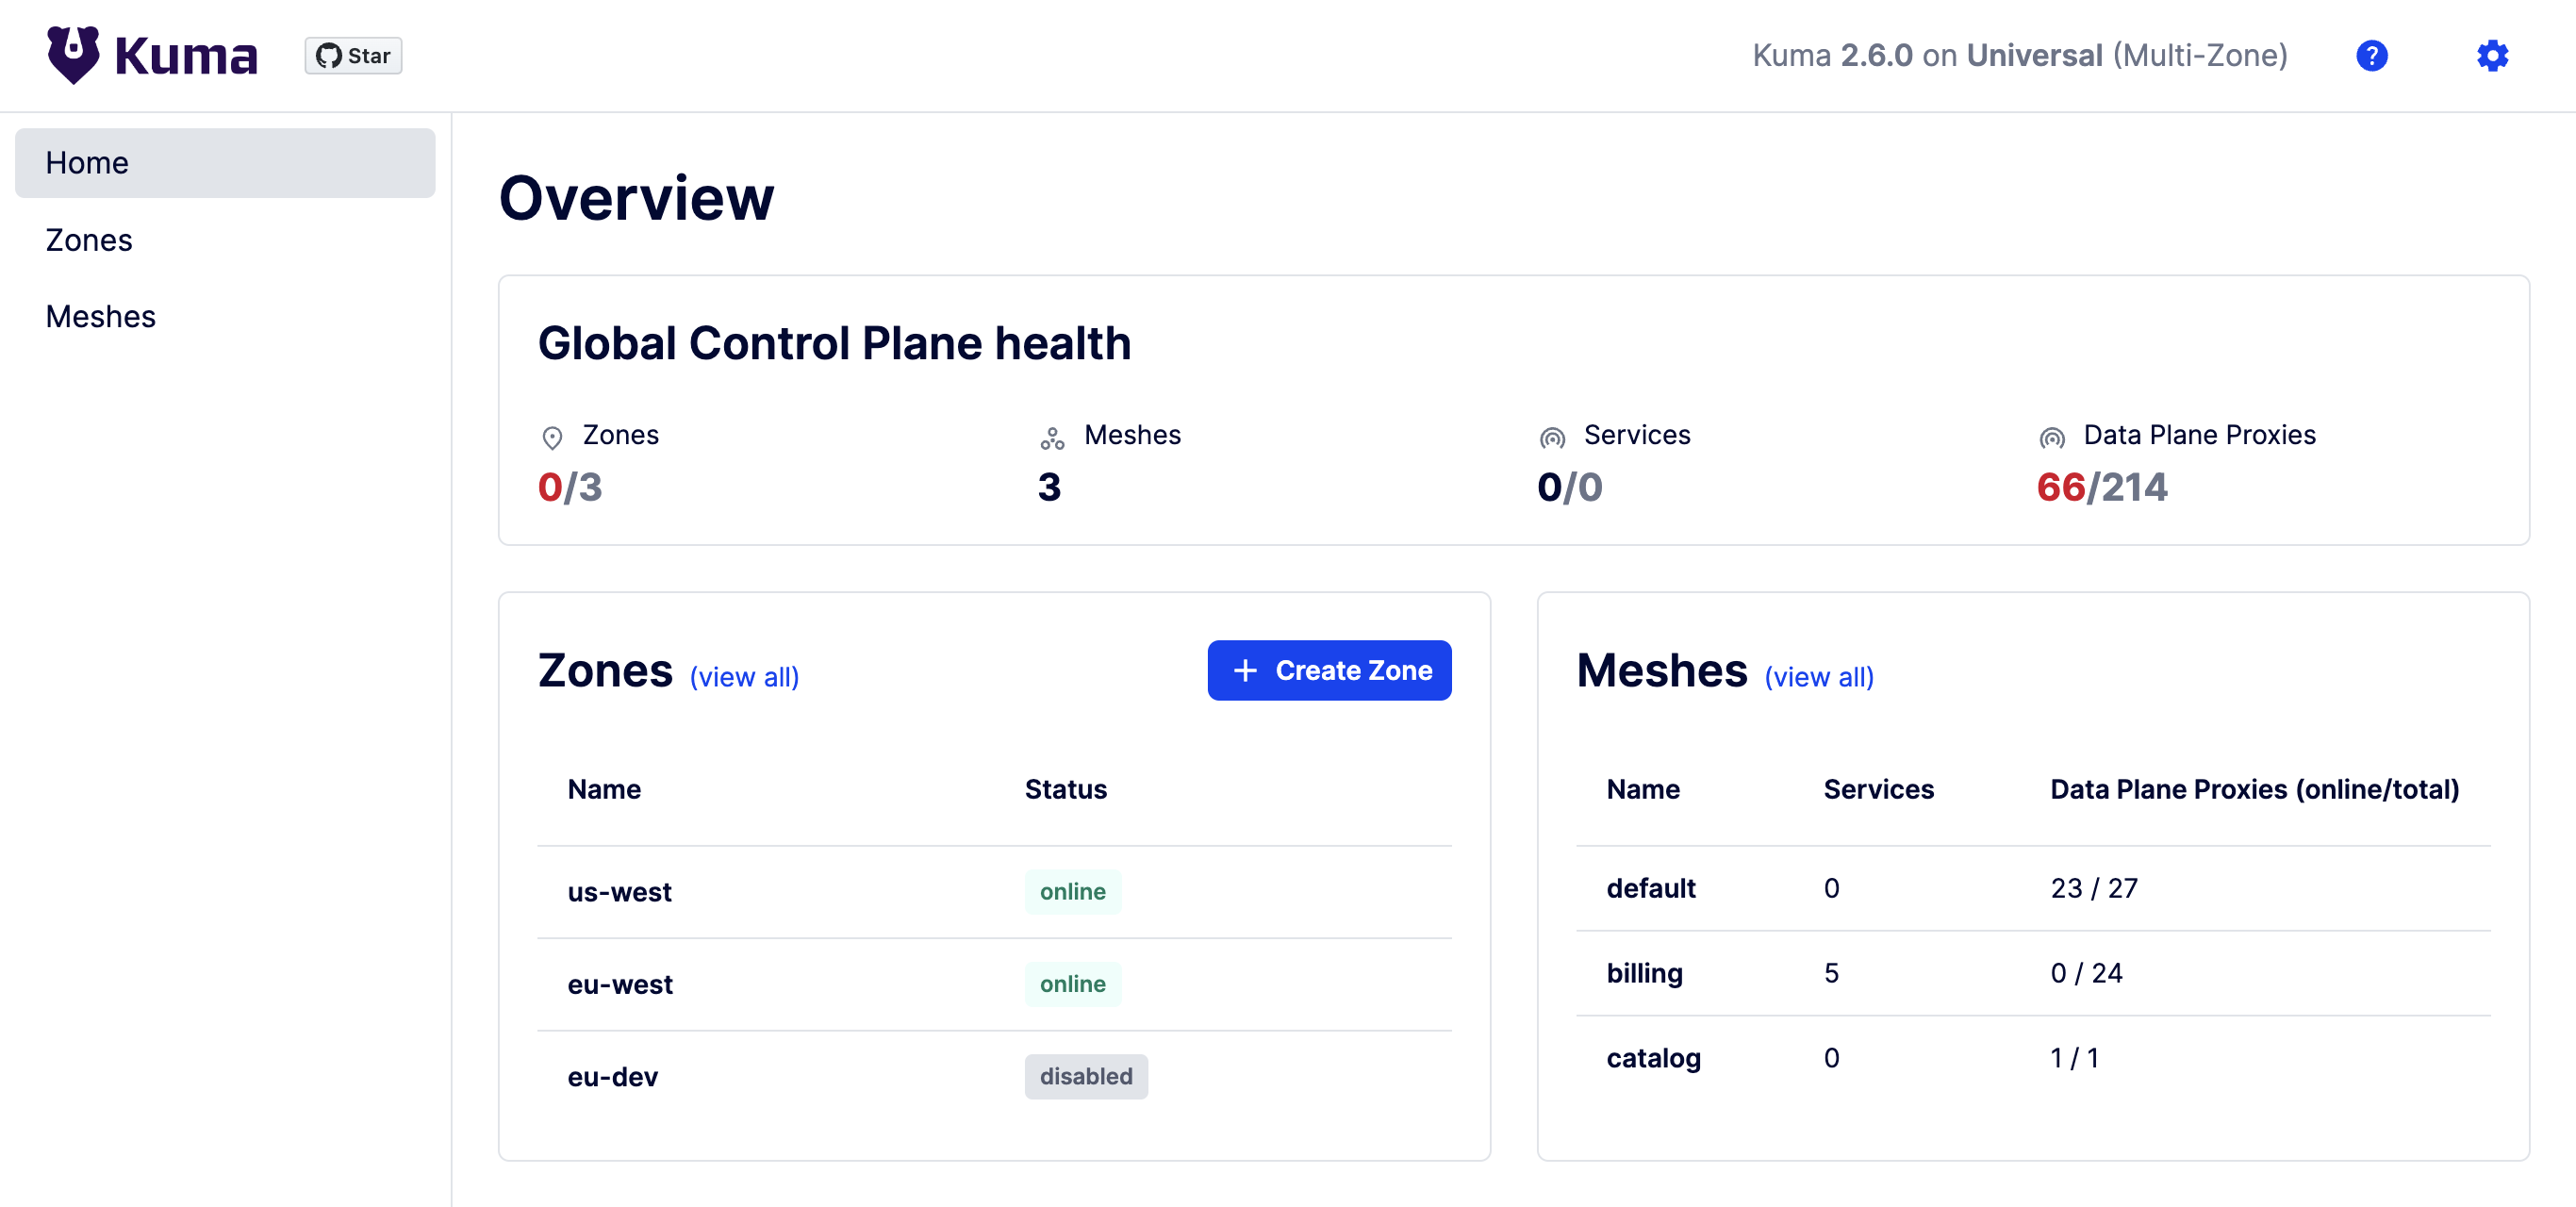 Kuma
Star
Kuma 2.6.0 on Universal (Multi-Zone)
?
Home
Zones
Meshes
Overview
Global Control Plane health
Zones
0/3
Meshes
3
Services
0/0
Data Plane Proxies
66/214
Zones (view all)
+ Create Zone
Name Status
us-west online
eu-west online
eu-dev disabled
Meshes (view all)
Name Services Data Plane Proxies (online/total)
default 0 23 / 27
billing 5 0 / 24
catalog 0 1 / 1